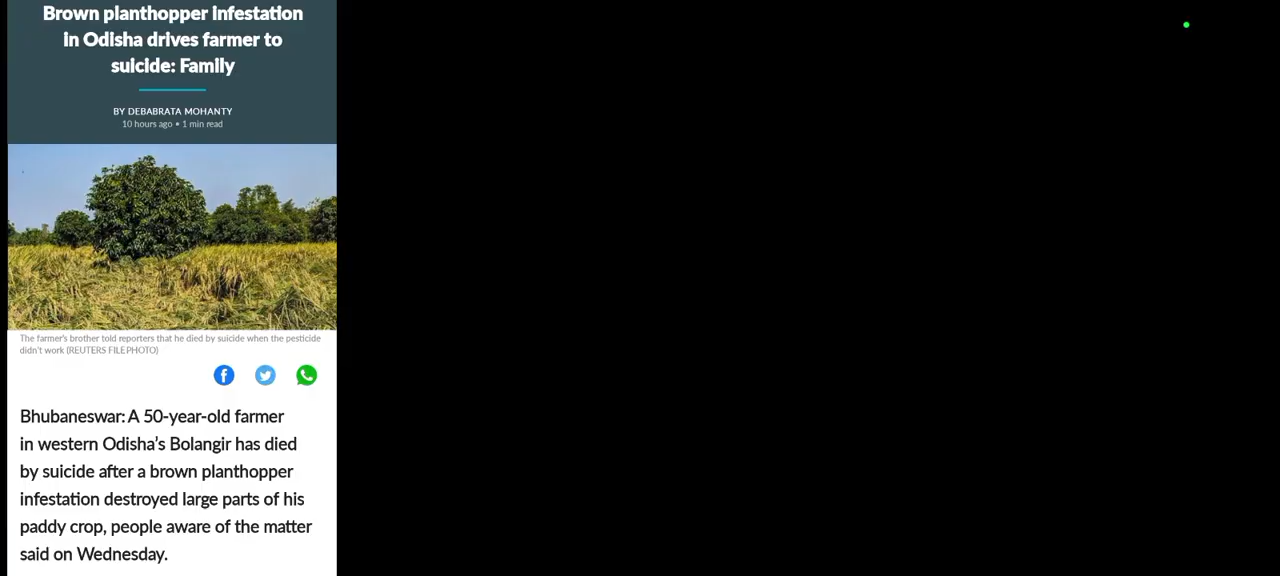 Brown planthopper infestation
in Odisha drives farmer to
suicide: Family
BY DEBABRATA MOHANTY
10 hours ago • 1 min read
The farmer's brother told reporters that he died by suicide when the pesticide
didn't work (REUTERS FILEPHOTO)
Bhubaneswar: A 50-year-old farmer
in western Odisha's Bolangir has died
by suicide after a brown planthopper
infestation destroyed large parts of his
paddy crop, people aware of the matter
said on Wednesday.